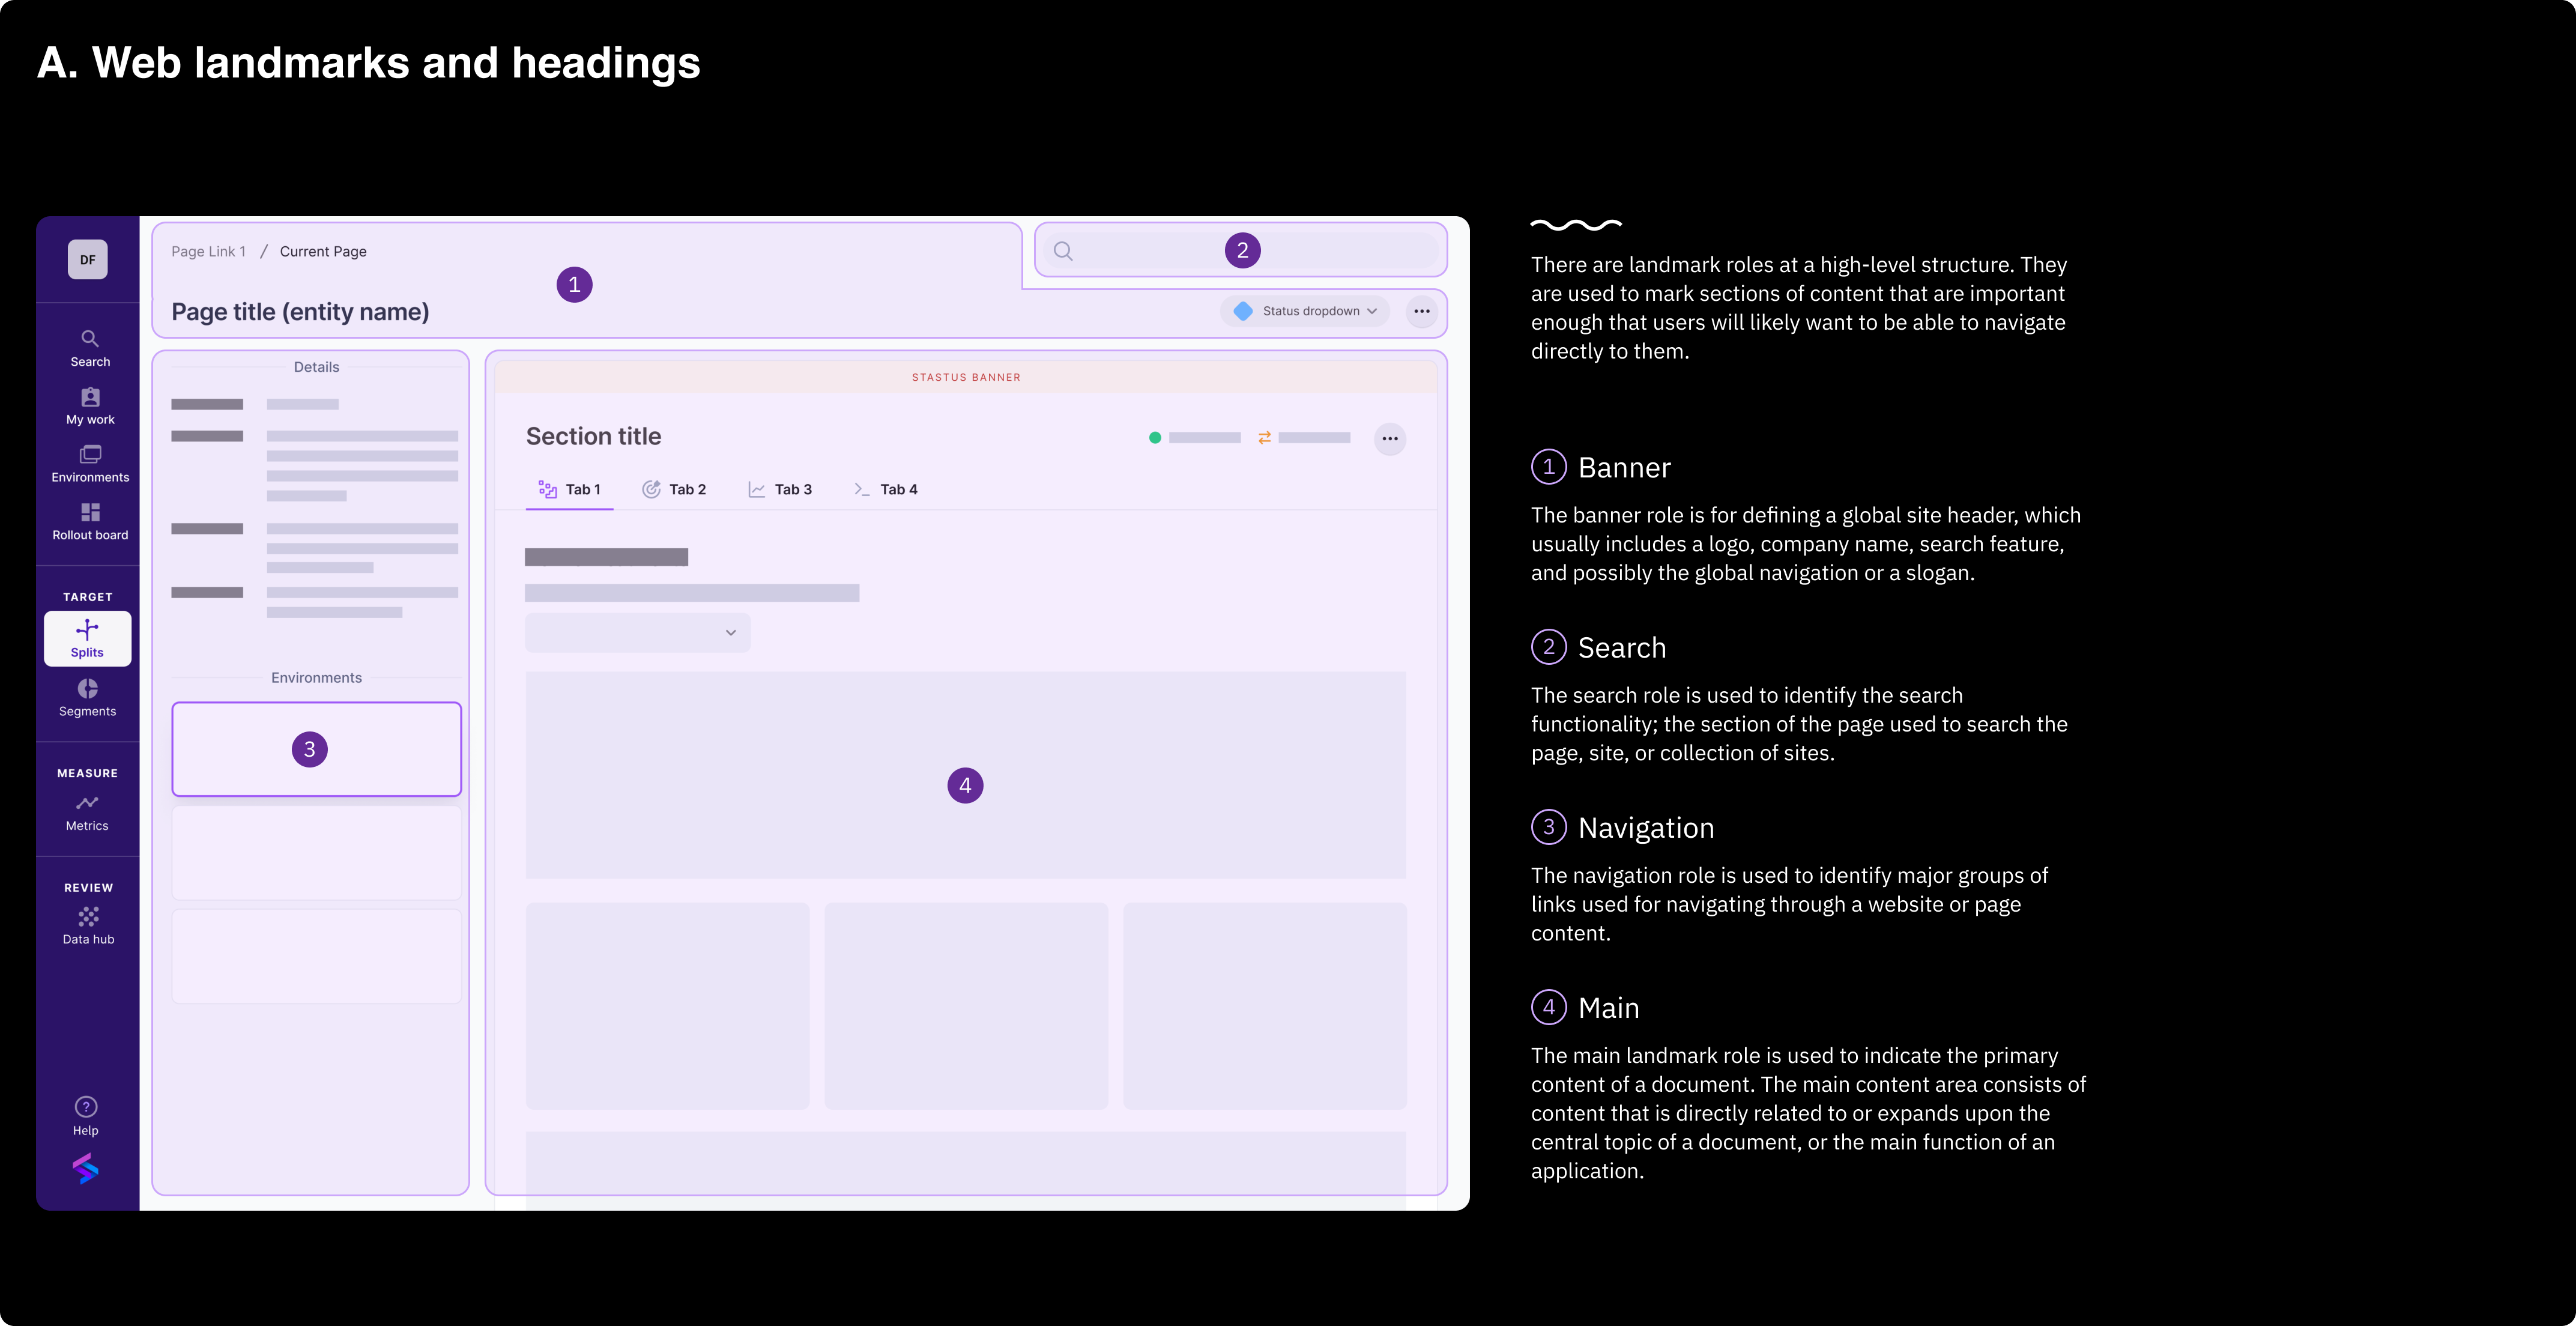 A. Web landmarks and headings
DF
Search
My work
Environments
Rollout board
TARGET
Splits
Segments
MEASURE
Metrics
REVIEW
Data hub
Help
Page Link 1 / Current Page
1
2
Page title (entity name)
Status dropdown
Details
Environments
3
STASTUS BANNER
Section title
Tab 1 Tab 2 Tab 3 Tab 4
4
There are landmark roles at a high-level structure. They
are used to mark sections of content that are important
enough that users will likely want to be able to navigate
directly to them.
1 Banner
The banner role is for defining a global site header, which
usually includes a logo, company name, search feature,
and possibly the global navigation or a slogan.
2 Search
The search role is used to identify the search
functionality; the section of the page used to search the
page, site, or collection of sites.
3 Navigation
The navigation role is used to identify major groups of
links used for navigating through a website or page
content.
4 Main
The main landmark role is used to indicate the primary
content of a document. The main content area consists of
content that is directly related to or expands upon the
central topic of a document, or the main function of an
application.